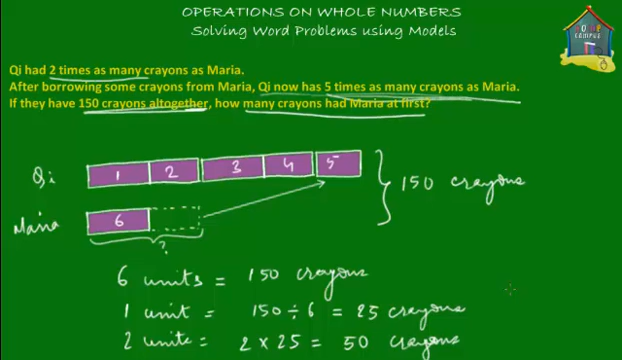 OPERATIONS ON WHOLE NUMBERS
Solving Word Problems using Models
HOME
CAMPUS
Qi had 2 times as many crayons as Maria.
After borrowing some crayons from Maria, Qi now has 5 times as many crayons as Maria.
If they have 150 crayons altogether, how many crayons had Maria at first?
Qi 1 2 3 4 5
150 crayons
Maria 6
?
6 units = 150 crayons
1 unit = 150 ÷ 6 = 25 crayons
2 units = 2 × 25 = 50 crayons